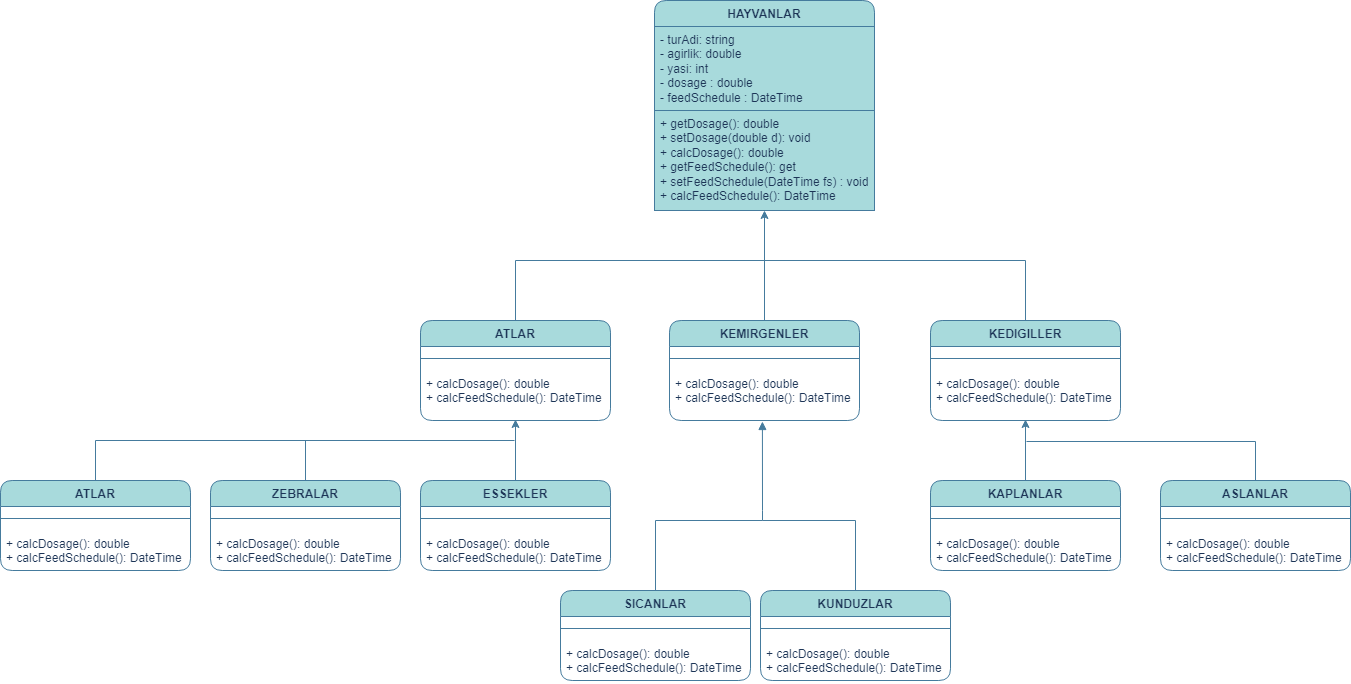 HAYVANLAR
- turAdi: string
- agirlik: double
- yasi: int
- dosage : double
- feedSchedule : DateTime
+ getDosage(): double
+ setDosage(double d): void
+ calcDosage(): double
+ getFeedSchedule(): get
+ setFeedSchedule(DateTime fs) : void
+ calcFeedSchedule(): DateTime
ATLAR
+ calcDosage(): double
+ calcFeedSchedule(): DateTime
KEMIRGENLER
+ calcDosage(): double
+ calcFeedSchedule(): DateTime
KEDIGILLER
+ calcDosage(): double
+ calcFeedSchedule(): DateTime
ATLAR
+ calcDosage(): double
+ calcFeedSchedule(): DateTime
ZEBRALAR
+ calcDosage(): double
+ calcFeedSchedule(): DateTime
ESSEKLER
+ calcDosage(): double
+ calcFeedSchedule(): DateTime
KAPLANLAR
+ calcDosage(): double
+ calcFeedSchedule(): DateTime
ASLANLAR
+ calcDosage(): double
+ calcFeedSchedule(): DateTime
SICANLAR
+ calcDosage(): double
+ calcFeedSchedule(): DateTime
KUNDUZLAR
+ calcDosage(): double
+ calcFeedSchedule(): DateTime